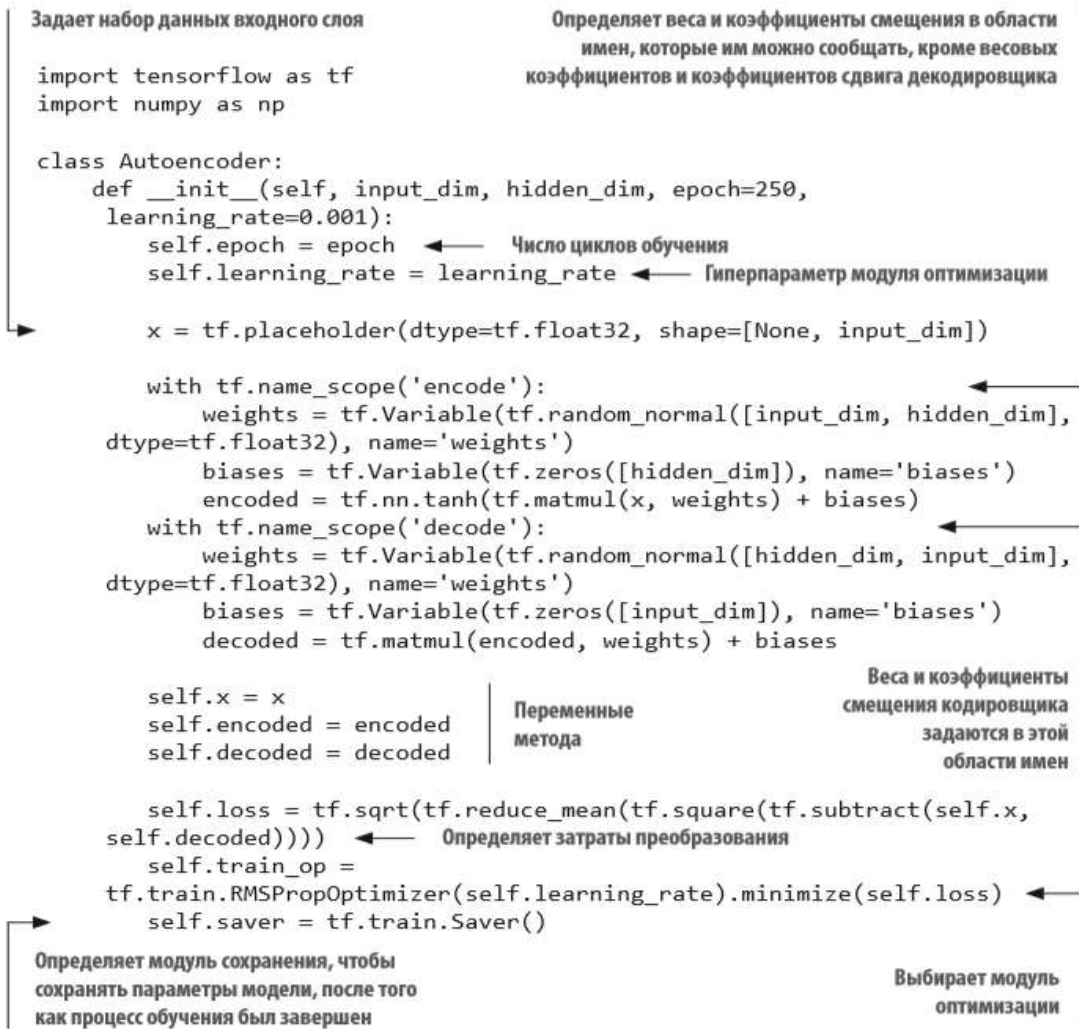 Задает набор данных входного слоя
Определяет веса и коэффициенты смещения в области
имен, которые им можно сообщать, кроме весовых
коэффициентов и коэффициентов сдвига декодировщика
import tensorflow as tf
import numpy as np
class Autoencoder:
def __init__(self, input_dim, hidden_dim, epoch=250,
learning_rate=0.001):
self.epoch = epoch Число циклов обучения
self.learning_rate = learning_rate Гиперпараметр модуля оптимизации
x = tf.placeholder(dtype=tf.float32, shape=[None, input_dim])
with tf.name_scope('encode'):
weights = tf.Variable(tf.random_normal([input_dim, hidden_dim],
dtype=tf.float32), name='weights')
biases = tf.Variable(tf.zeros([hidden_dim]), name='biases')
encoded = tf.nn.tanh(tf.matmul(x, weights) + biases)
with tf.name_scope('decode'):
weights = tf.Variable(tf.random_normal([hidden_dim, input_dim],
dtype=tf.float32), name='weights')
biases = tf.Variable(tf.zeros([input_dim]), name='biases')
decoded = tf.matmul(encoded, weights) + biases
self.x = x
self.encoded = encoded
self.decoded = decoded
Переменные
метода
Веса и коэффициенты
смещения кодировщика
задаются в этой
области имен
self.loss = tf.sqrt(tf.reduce_mean(tf.square(tf.subtract(self.x,
self.decoded)))) Определяет затраты преобразования
self.train_op =
tf.train.RMSPropOptimizer(self.learning_rate).minimize(self.loss)
self.saver = tf.train.Saver()
Определяет модуль сохранения, чтобы
сохранять параметры модели, после того
как процесс обучения был завершен
Выбирает модуль
оптимизации